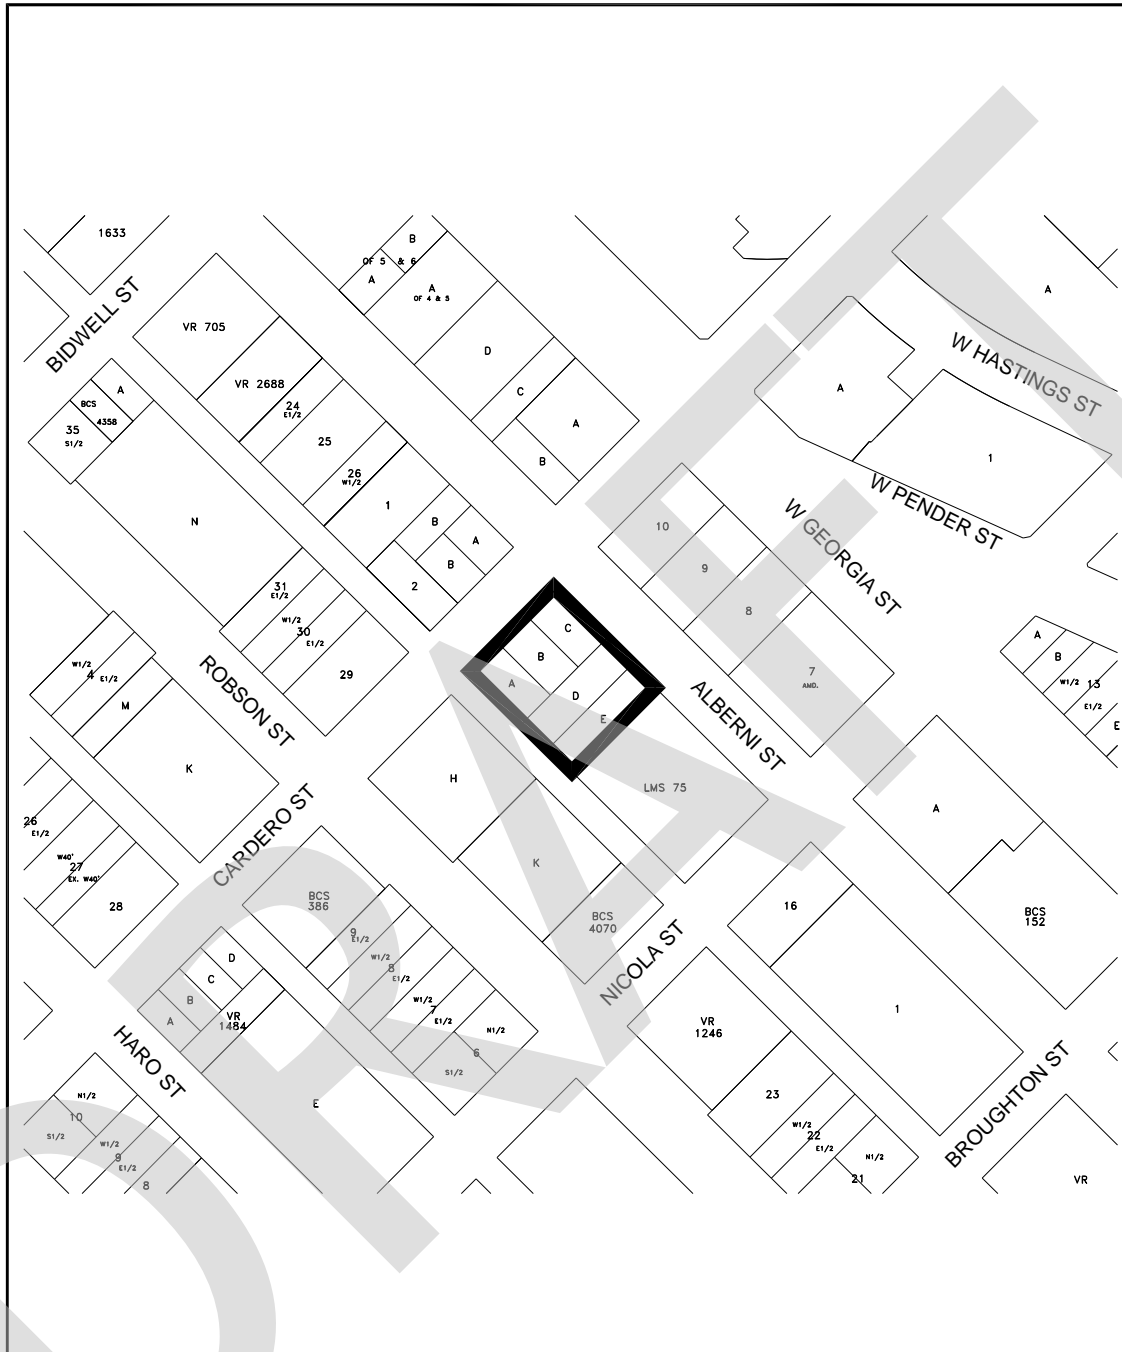 1633
B
OF 5 & 6
A
A
OF 4 & 5
A
BIDWELL ST
VR 705
D
W HASTINGS ST
VR 2688
C
A
A
BCS
4358
35
S1/2
24
E1/2
25
A
B
26
W1/2
1
1
W PENDER ST
N
B
A
B
2
10
9
8
7
AMD.
W GEORGIA ST
31
E1/2
W1/2
30
E1/2
29
C
B
A
D
E
A
B
W1/2
13
E1/2
E
W1/2
4
E1/2
M
K
ROBSON ST
ALBERNI ST
H
LMS 75
A
26
E1/2
W40'
27
EX. W40'
28
CARDERO ST
K
BCS
4070
16
BCS
152
BCS
386
9
E1/2
W1/2
8
E1/2
W1/2
7
E1/2
N1/2
6
S1/2
NICOLA ST
D
C
B
A
VR
1484
VR
1246
1
HARO ST
E
23
W1/2
22
E1/2
N1/2
21
BROUGHTON ST
N1/2
10
S1/2
W1/2
9
E1/2
8
VR
DRAFT